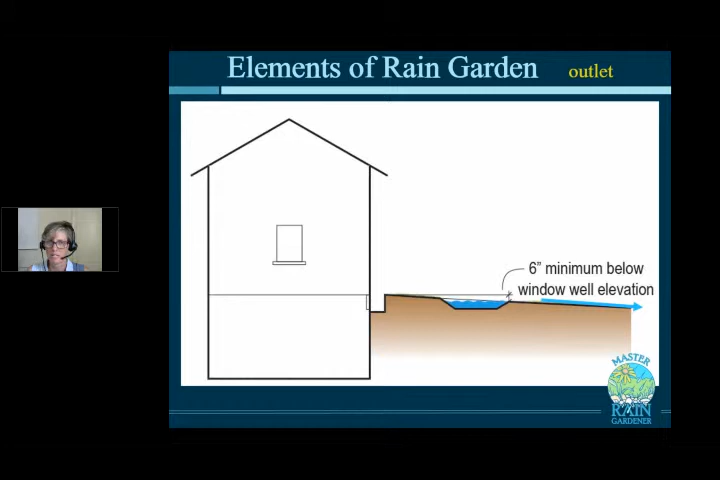 Elements of Rain Garden outlet
6” minimum below
window well elevation
MASTER
RAIN
GARDENER